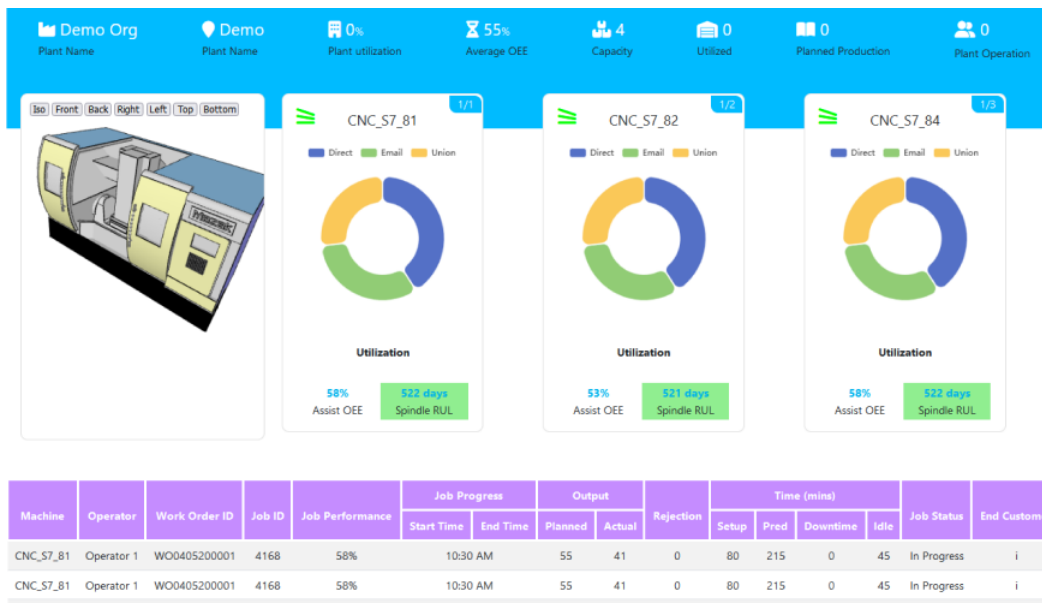 Demo Org Demo 0% 55% 4 0 0 0
Plant Name Plant Name Plant utilization Average OEE Capacity Utilized Planned Production Plant Operation
Iso Front Back Right Left Top Bottom
Mazak
1/1
CNC_S7_81
Direct Email Union
Utilization
58% 522 days
Assist OEE Spindle RUL
1/2
CNC_S7_82
Direct Email Union
Utilization
53% 521 days
Assist OEE Spindle RUL
1/3
CNC_S7_84
Direct Email Union
Utilization
58% 522 days
Assist OEE Spindle RUL
Job Progress Output Time (mins)
Machine Operator Work Order ID Job ID Job Performance Rejection Job Status End Custom
Start Time End Time Planned Actual Setup Pred Downtime Idle
CNC_S7_81 Operator 1 WO0405200001 4168 58% 10:30 AM 55 41 0 80 215 0 45 In Progress i
CNC_S7_81 Operator 1 WO0405200001 4168 58% 10:30 AM 55 41 0 80 215 0 45 In Progress i